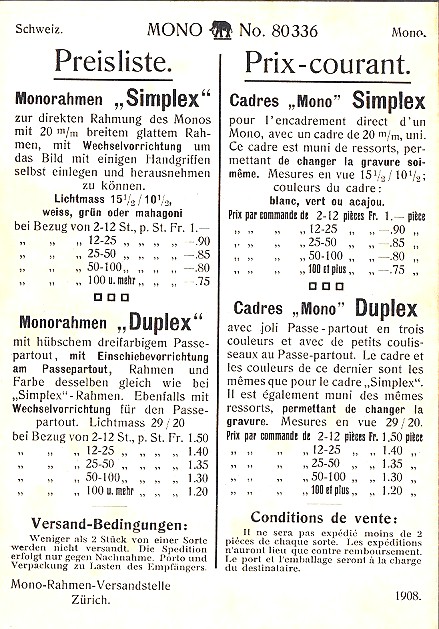 Schweiz. MONO No. 80336 Mono.
Preisliste.
Monorahmen „Simplex“
zur direkten Rahmung des Monos
mit 20 m/m breitem glattem Rah-
men, mit Wechselvorrichtung um
das Bild mit einigen Handgriffen
selbst einlegen und herausnehmen
zu können.
Lichtmass 15 1/2 / 10 1/2,
weiss, grün oder mahagoni
bei Bezug von 2-12 St., p. St. Fr. 1.—
„ „ „ 12-25 „ „ „ „ —.90
„ „ „ 25-50 „ „ „ „ —.85
„ „ „ 50-100 „ „ „ „ —.80
„ „ „ 100 u. mehr „ „ „ —.75
Monorahmen „Duplex“
mit hübschem dreifarbigem Passe-
partout, mit Einschiebevorrichtung
am Passepartout, Rahmen und
Farbe desselben gleich wie bei
„Simplex“-Rahmen. Ebenfalls mit
Wechselvorrichtung für den Passe-
partout. Lichtmass 29/20
bei Bezug von 2-12 St., p. St. Fr. 1.50
„ „ „ 12-25 „ „ „ „ 1.40
„ „ „ 25-50 „ „ „ „ 1.35
„ „ „ 50-100 „ „ „ „ 1.30
„ „ „ 100 u. mehr „ „ „ 1.20
Versand-Bedingungen:
Weniger als 2 Stück von einer Sorte
werden nicht versandt. Die Spedition
erfolgt nur gegen Nachnahme. Porto und
Verpackung zu Lasten des Empfängers.
Mono-Rahmen-Versandstelle
Zürich.
Prix-courant.
Cadres „Mono” Simplex
pour l'encadrement direct d'un
Mono, avec un cadre de 20 m/m, uni.
Ce cadre est muni de ressorts, per-
mettant de changer la gravure soi-
même. Mesures en vue 15 1/2 / 10 1/2;
couleurs du cadre:
blanc, vert ou acajou.
Prix par commande de 2-12 pièces Fr. 1.— pièce
„ „ „ „ 12-25 „ „ —.90 „
„ „ „ „ 25-50 „ „ —.85 „
„ „ „ „ 50-100 „ „ —.80 „
„ „ „ „ 100 et plus „ „ —.75 „
Cadres „Mono” Duplex
avec joli Passe-partout en trois
couleurs et avec de petits coulis-
seaux au Passe-partout. Le cadre et
les couleurs de ce dernier sont les
mêmes que pour le cadre „Simplex“.
Il est également muni des mêmes
ressorts, permettant de changer la
gravure. Mesures en vue 29/20.
Prix par commande de 2-12 pièces Fr. 1,50 pièce
„ „ „ „ 12-25 „ „ 1.40 „
„ „ „ „ 25-50 „ „ 1.35 „
„ „ „ „ 50-100 „ „ 1.30 „
„ „ „ „ 100 et plus „ „ 1.20 „
Conditions de vente:
Il ne sera pas expédié moins de 2
pièces de chaque sorte. Les expéditions
n'auront lieu que contre remboursement.
Le port et l'emballage seront à la charge
du destinataire.
1908.